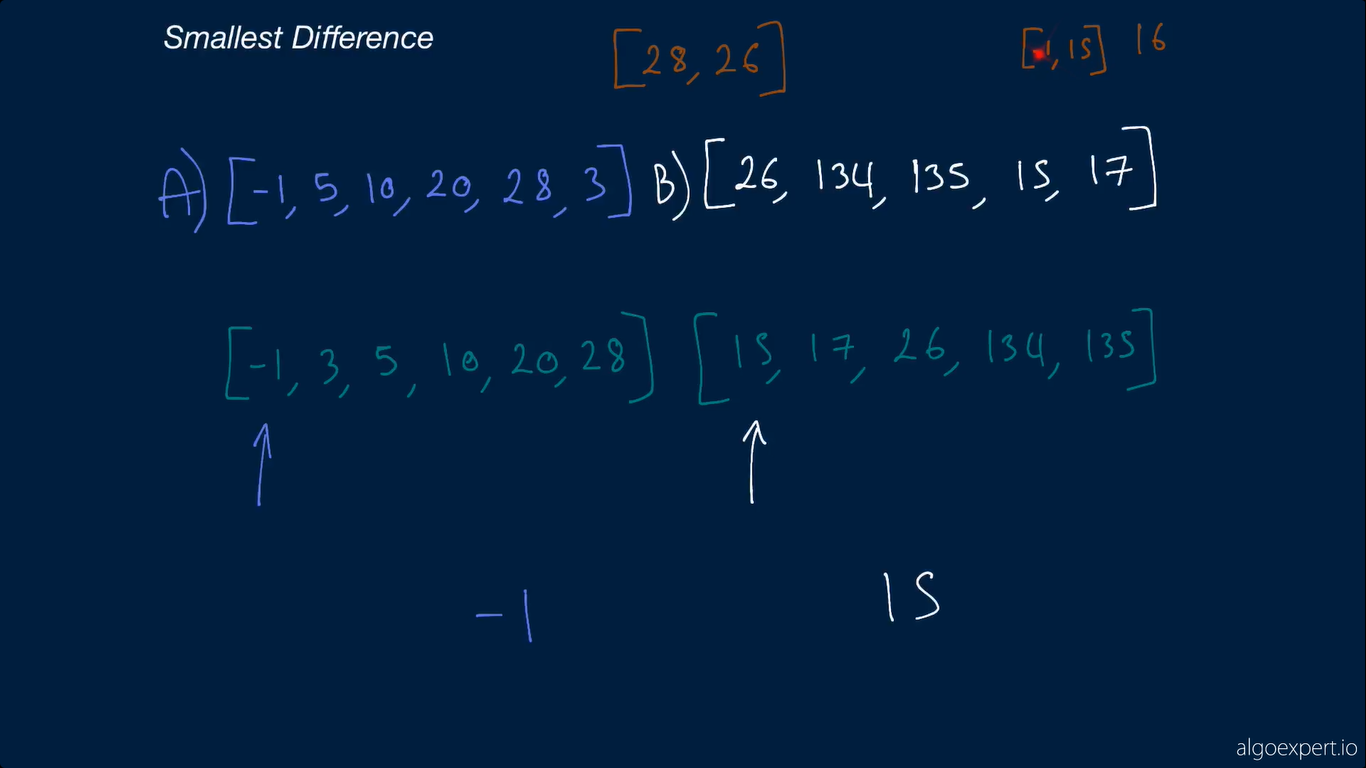 Smallest Difference
[28, 26]
[-1, 15] 16
A) [-1, 5, 10, 20, 28, 3] B) [26, 134, 135, 15, 17]
[-1, 3, 5, 10, 20, 28] [15, 17, 26, 134, 135]
-1
15
algoexpert.io